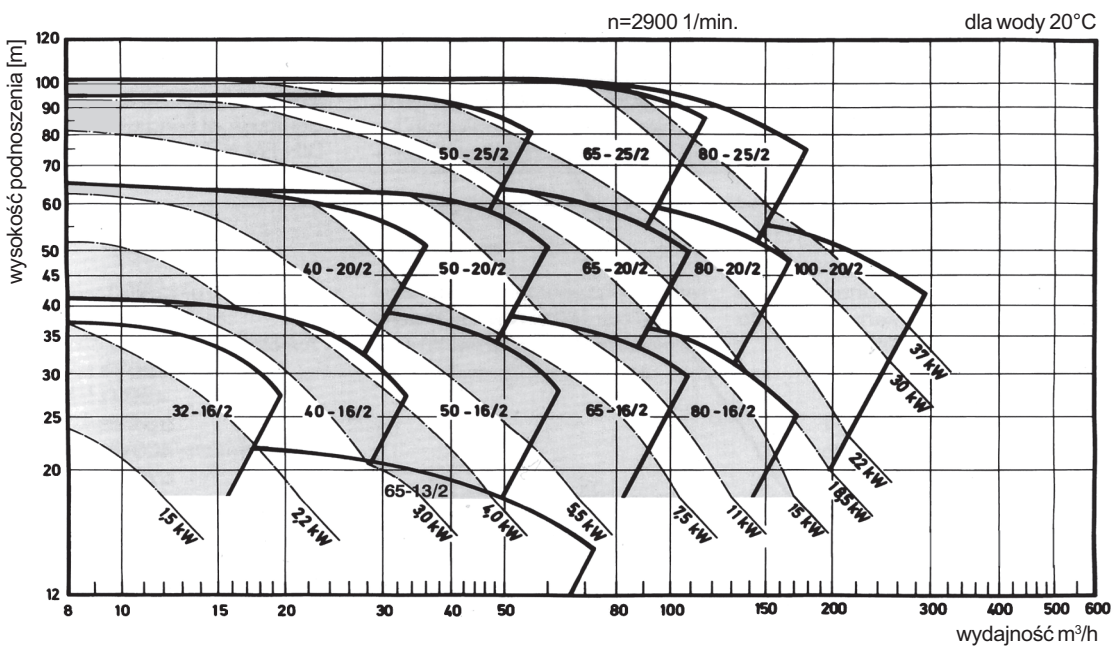 n=2900 1/min. dla wody 20°C
wysokość podnoszenia [m]
120
100
90
80
70
60
50
45
40
35
30
25
20
12
50 - 25/2 65 - 25/2 80 - 25/2
40 - 20/2 50 - 20/2 65 - 20/2 80 - 20/2 100 - 20/2
32 - 16/2 40 - 16/2 50 - 16/2 65 - 16/2 80 - 16/2
65-13/2
1,5 kW 2,2 kW 3,0 kW 4,0 kW 5,5 kW 7,5 kW 11 kW 15 kW 18,5 kW 22 kW 30 kW 37 kW
8 10 20 30 40 50 80 100 150 200 300 400 500 600
wydajność m³/h